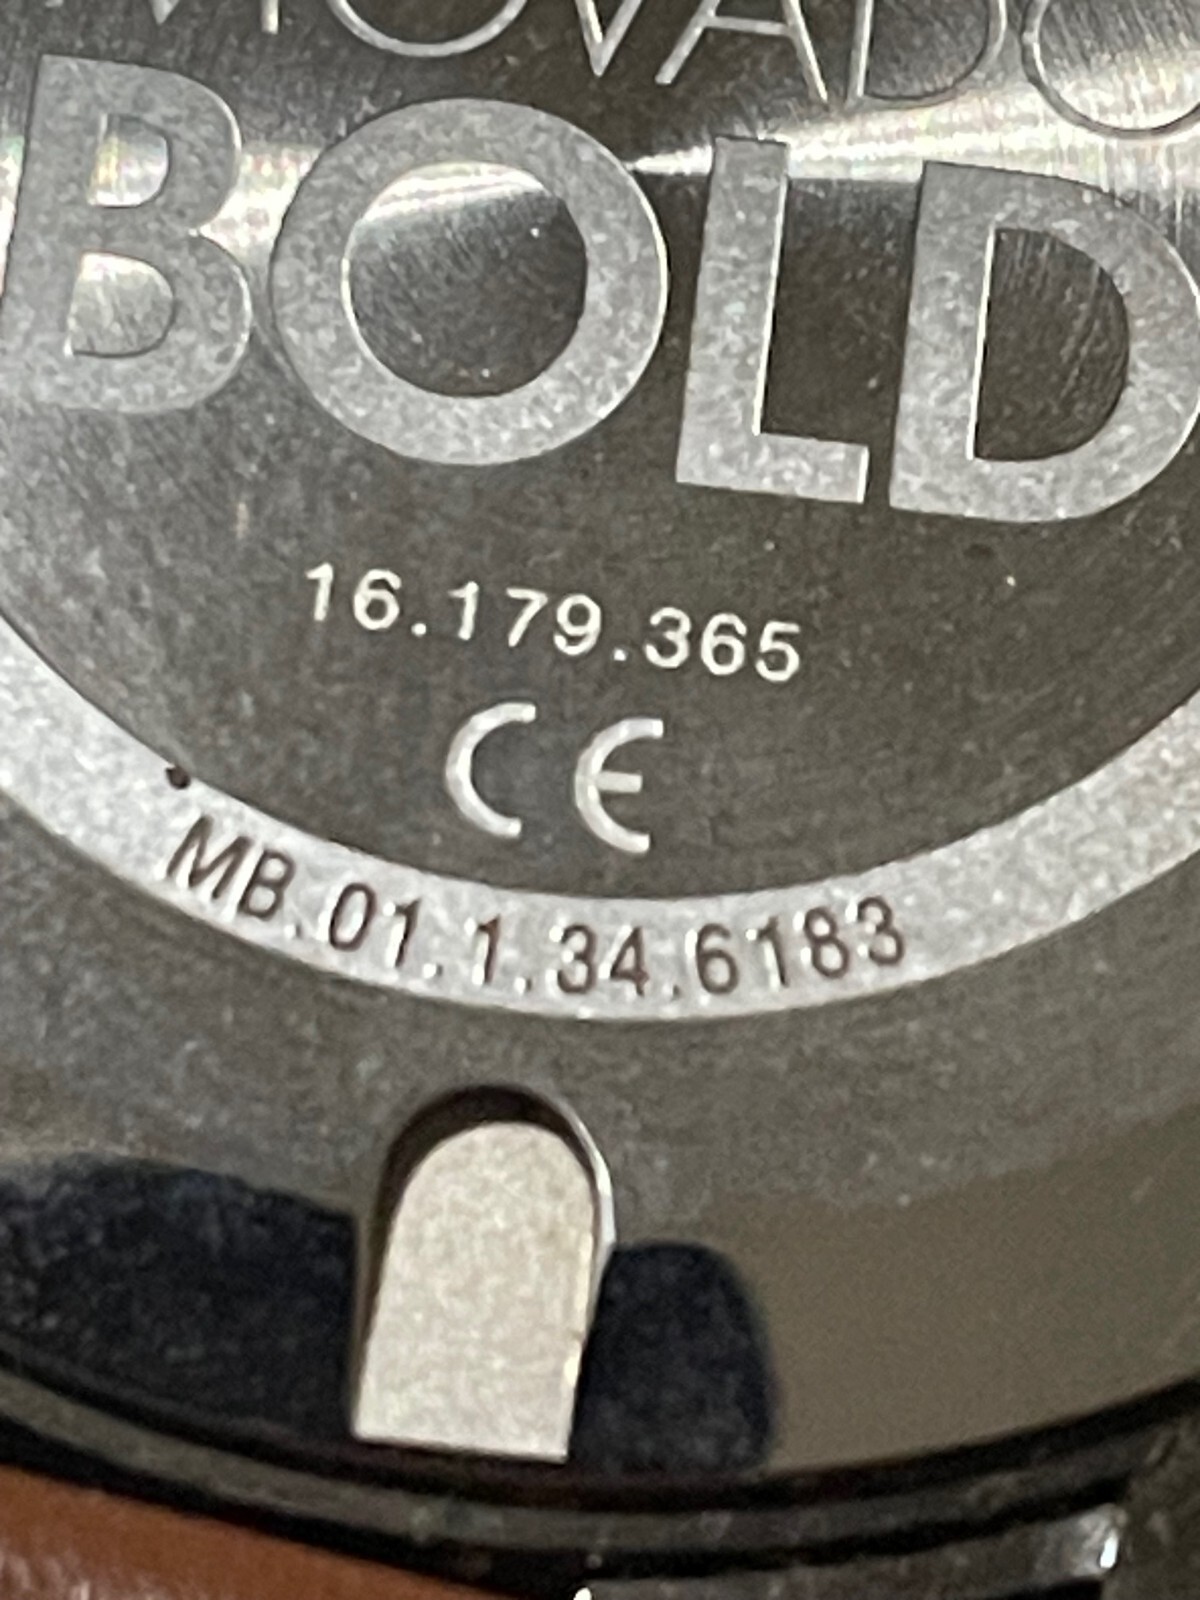 MOVADO
BOLD
16.179.365
CE
MB.01.1.34.6183